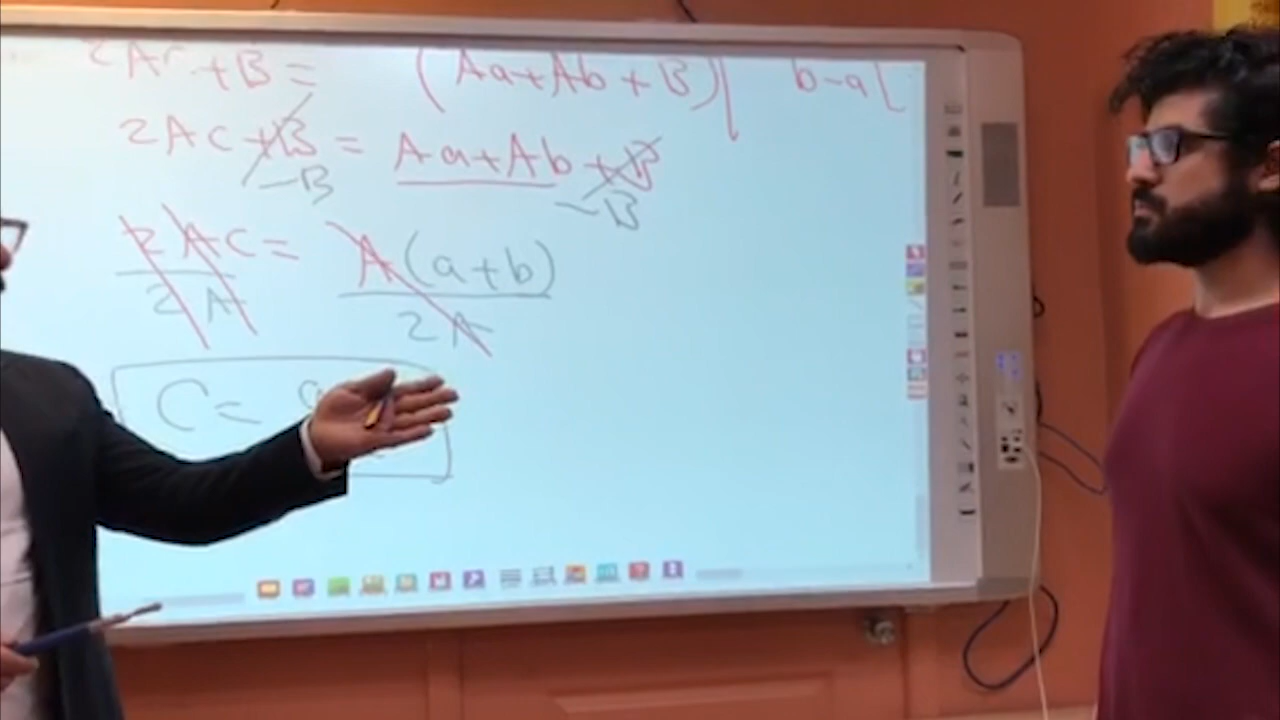 2Ac+B = (Aa+Ab+B) b-a
2Ac+B = Aa+Ab+B
-B -B
2Ac = A(a+b)
2A 2A
C =